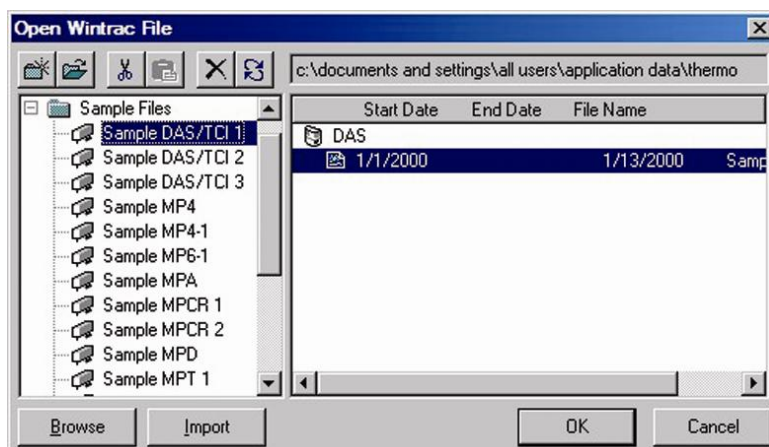 Open Wintrac File
c:\documents and settings\all users\application data\thermo
Sample Files
Sample DAS/TCI 1
Sample DAS/TCI 2
Sample DAS/TCI 3
Sample MP4
Sample MP4-1
Sample MP6-1
Sample MPA
Sample MPCR 1
Sample MPCR 2
Sample MPD
Sample MPT 1
Start Date End Date File Name
DAS
1/1/2000 1/13/2000 Samp
Browse Import OK Cancel